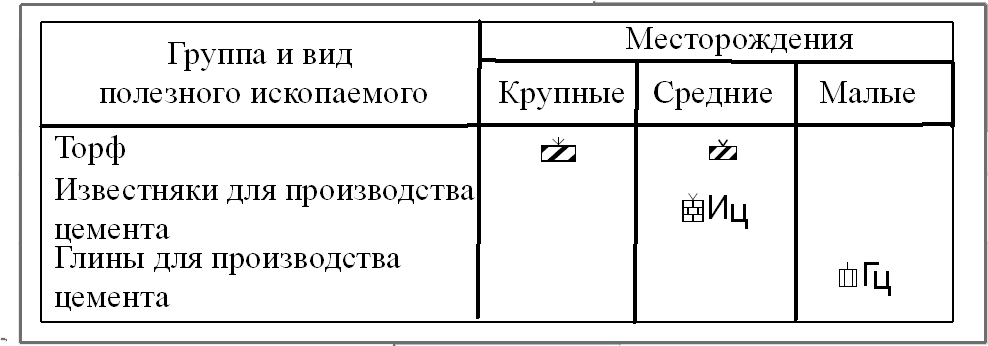 Группа и вид
полезного ископаемого
Месторождения
Крупные Средние Малые
Торф
Известняки для производства
цемента
Иц
Глины для производства
цемента
Гц